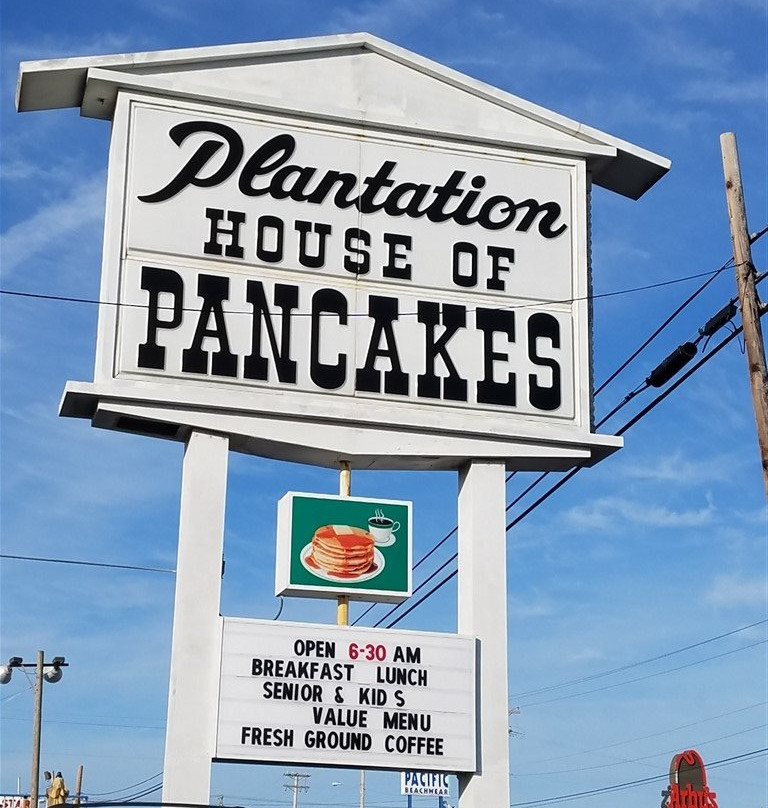 Plantation
HOUSE OF
PANCAKES
OPEN 6-30 AM
BREAKFAST LUNCH
SENIOR & KIDS
VALUE MENU
FRESH GROUND COFFEE
PACIFIC
BEACHWEAR
Arby's